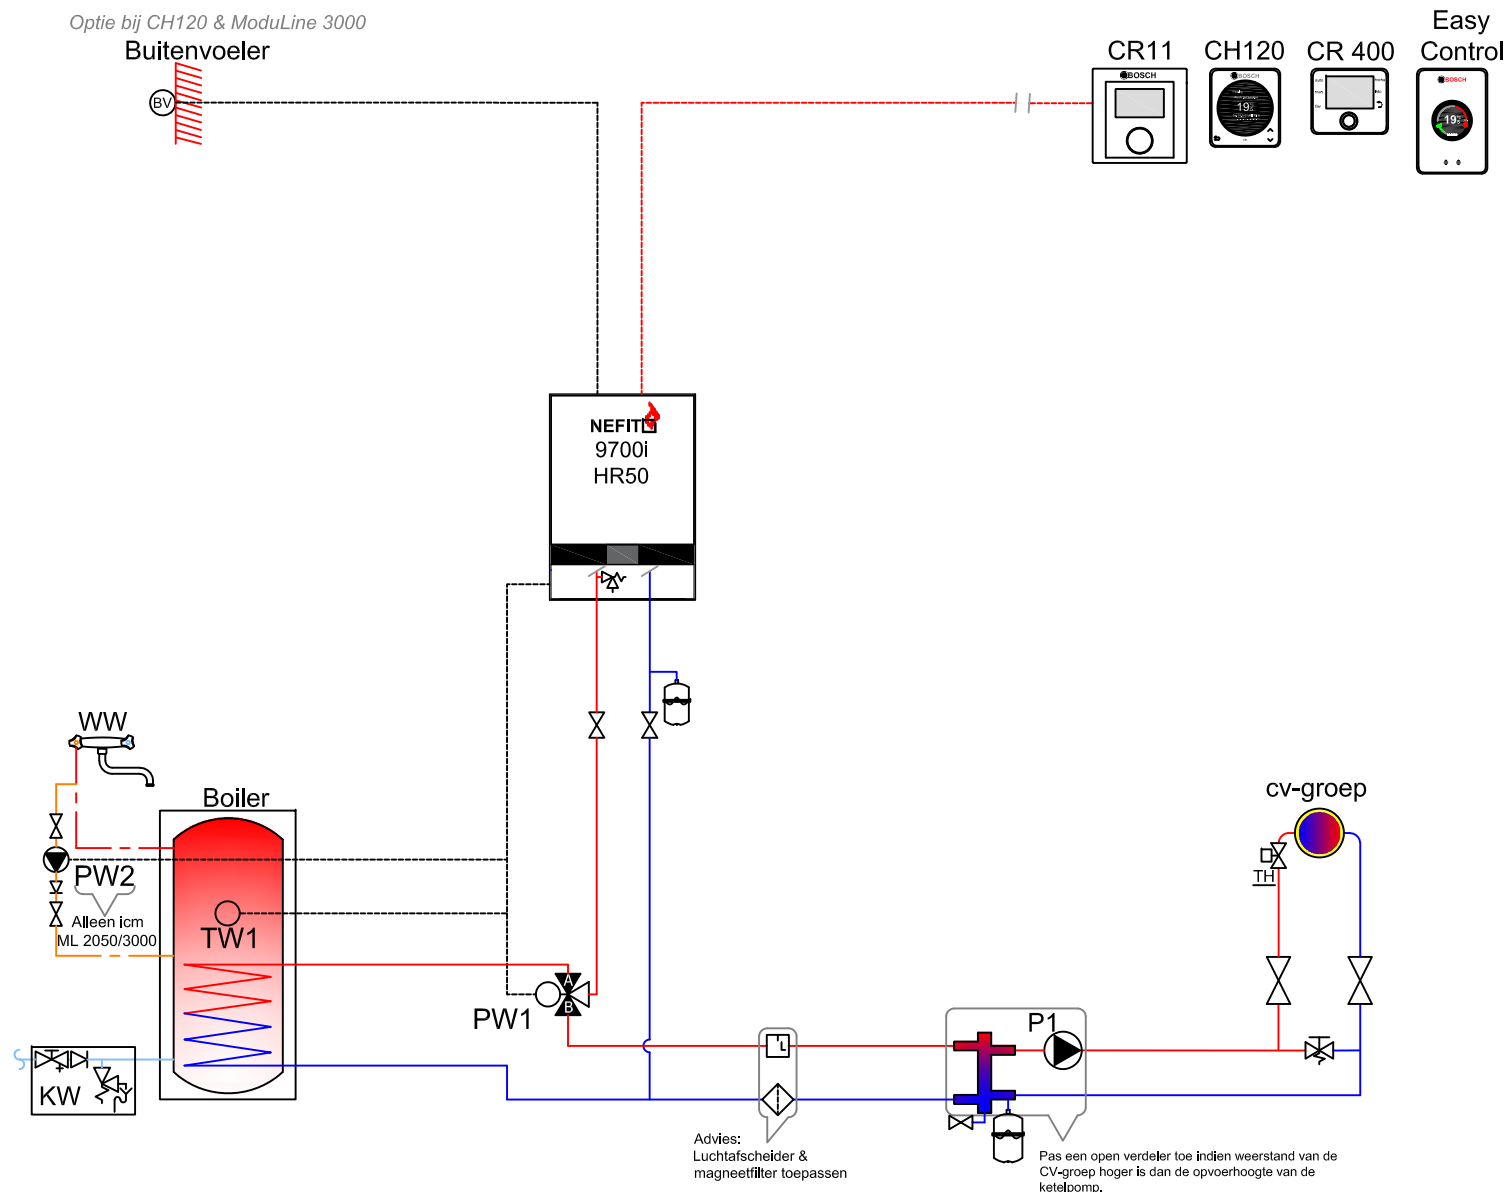 Optie bij CH120 & ModuLine 3000
Buitenvoeler
BV
CR11
CH120
CR 400
Easy
Control
BOSCH
BOSCH
BOSCH
19
19
NEFIT
9700i
HR50
WW
Boiler
PW2
Alleen icm
ML 2050/3000
TW1
KW
A
B
PW1
cv-groep
TH
P1
L
Advies:
Luchtafscheider &
magneetfilter toepassen
Pas een open verdeler toe indien weerstand van de
CV-groep hoger is dan de opvoerhoogte van de
ketelpomp.